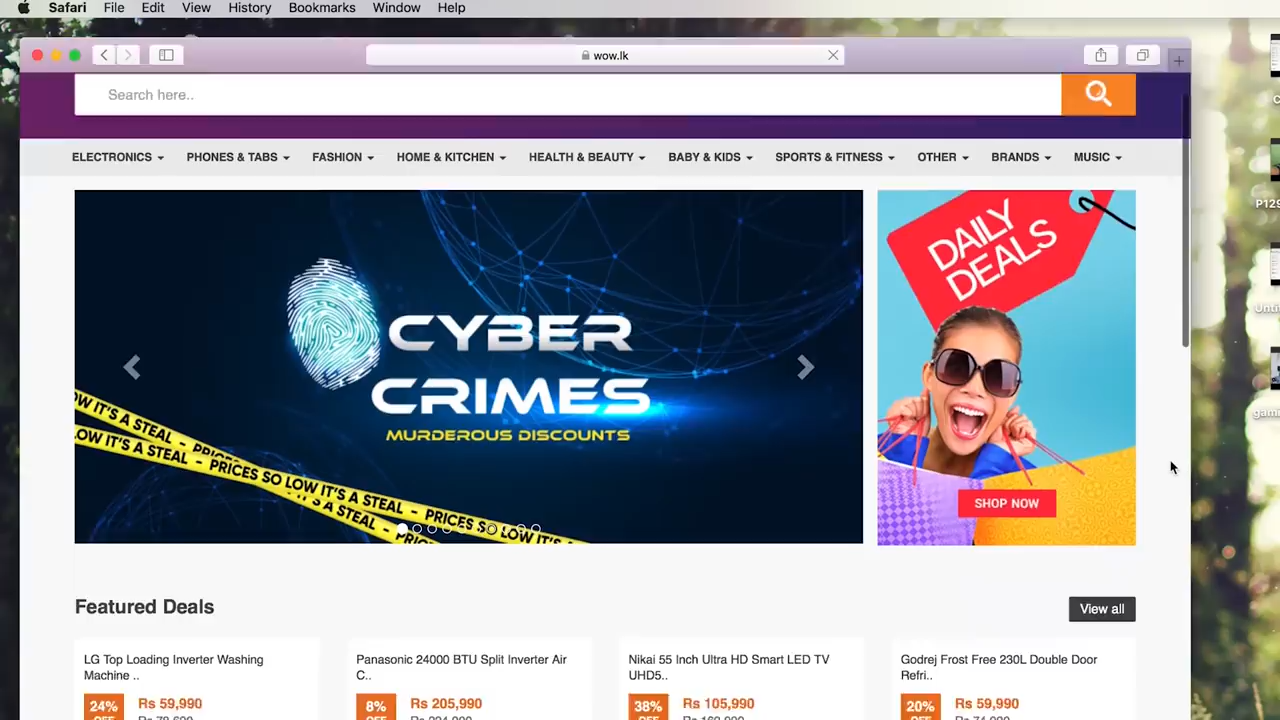 Safari File Edit View History Bookmarks Window Help
wow.lk
Search here..
ELECTRONICS PHONES & TABS FASHION HOME & KITCHEN HEALTH & BEAUTY BABY & KIDS SPORTS & FITNESS OTHER BRANDS MUSIC
CYBER
CRIMES
MURDEROUS DISCOUNTS
OW IT'S A STEAL -
LOW IT'S A STEAL - PRICES SO LOW IT'S A STEAL - PRICES SO LOW IT'S
IT'S A STEAL -
DAILY
DEALS
SHOP NOW
Featured Deals
View all
LG Top Loading Inverter Washing
Machine ..
24% Rs 59,990
Panasonic 24000 BTU Split Inverter Air
C..
8% Rs 205,990
Nikai 55 Inch Ultra HD Smart LED TV
UHD5..
38% Rs 105,990
Godrej Frost Free 230L Double Door
Refri..
20% Rs 59,990
P129
Unti
gami